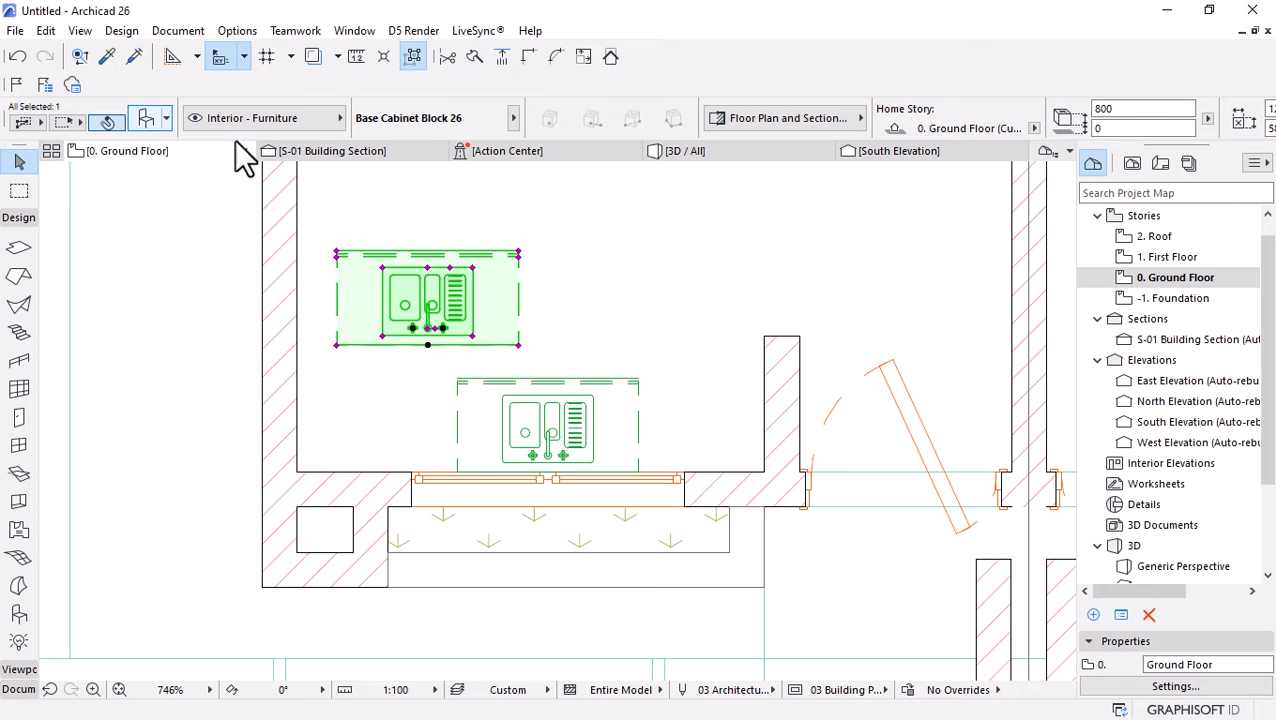 Untitled - Archicad 26
File Edit View Design Document Options Teamwork Window D5 Render LiveSync® Help
All Selected: 1
Interior - Furniture
Base Cabinet Block 26
Floor Plan and Section...
Home Story:
0. Ground Floor (Cu...
800
0
[0. Ground Floor]
[S-01 Building Section]
[Action Center]
[3D / All]
[South Elevation]
Design
Search Project Map
Stories
2. Roof
1. First Floor
0. Ground Floor
-1. Foundation
Sections
S-01 Building Section (Aut
Elevations
East Elevation (Auto-reb
North Elevation (Auto-reb
South Elevation (Auto-reb
West Elevation (Auto-rebu
Interior Elevations
Worksheets
Details
3D Documents
3D
Generic Perspective
Properties
0.
Ground Floor
Settings...
Viewpc
Docum
746%
0°
1:100
Custom
Entire Model
03 Architectu...
03 Building P...
No Overrides
GRAPHISOFT ID